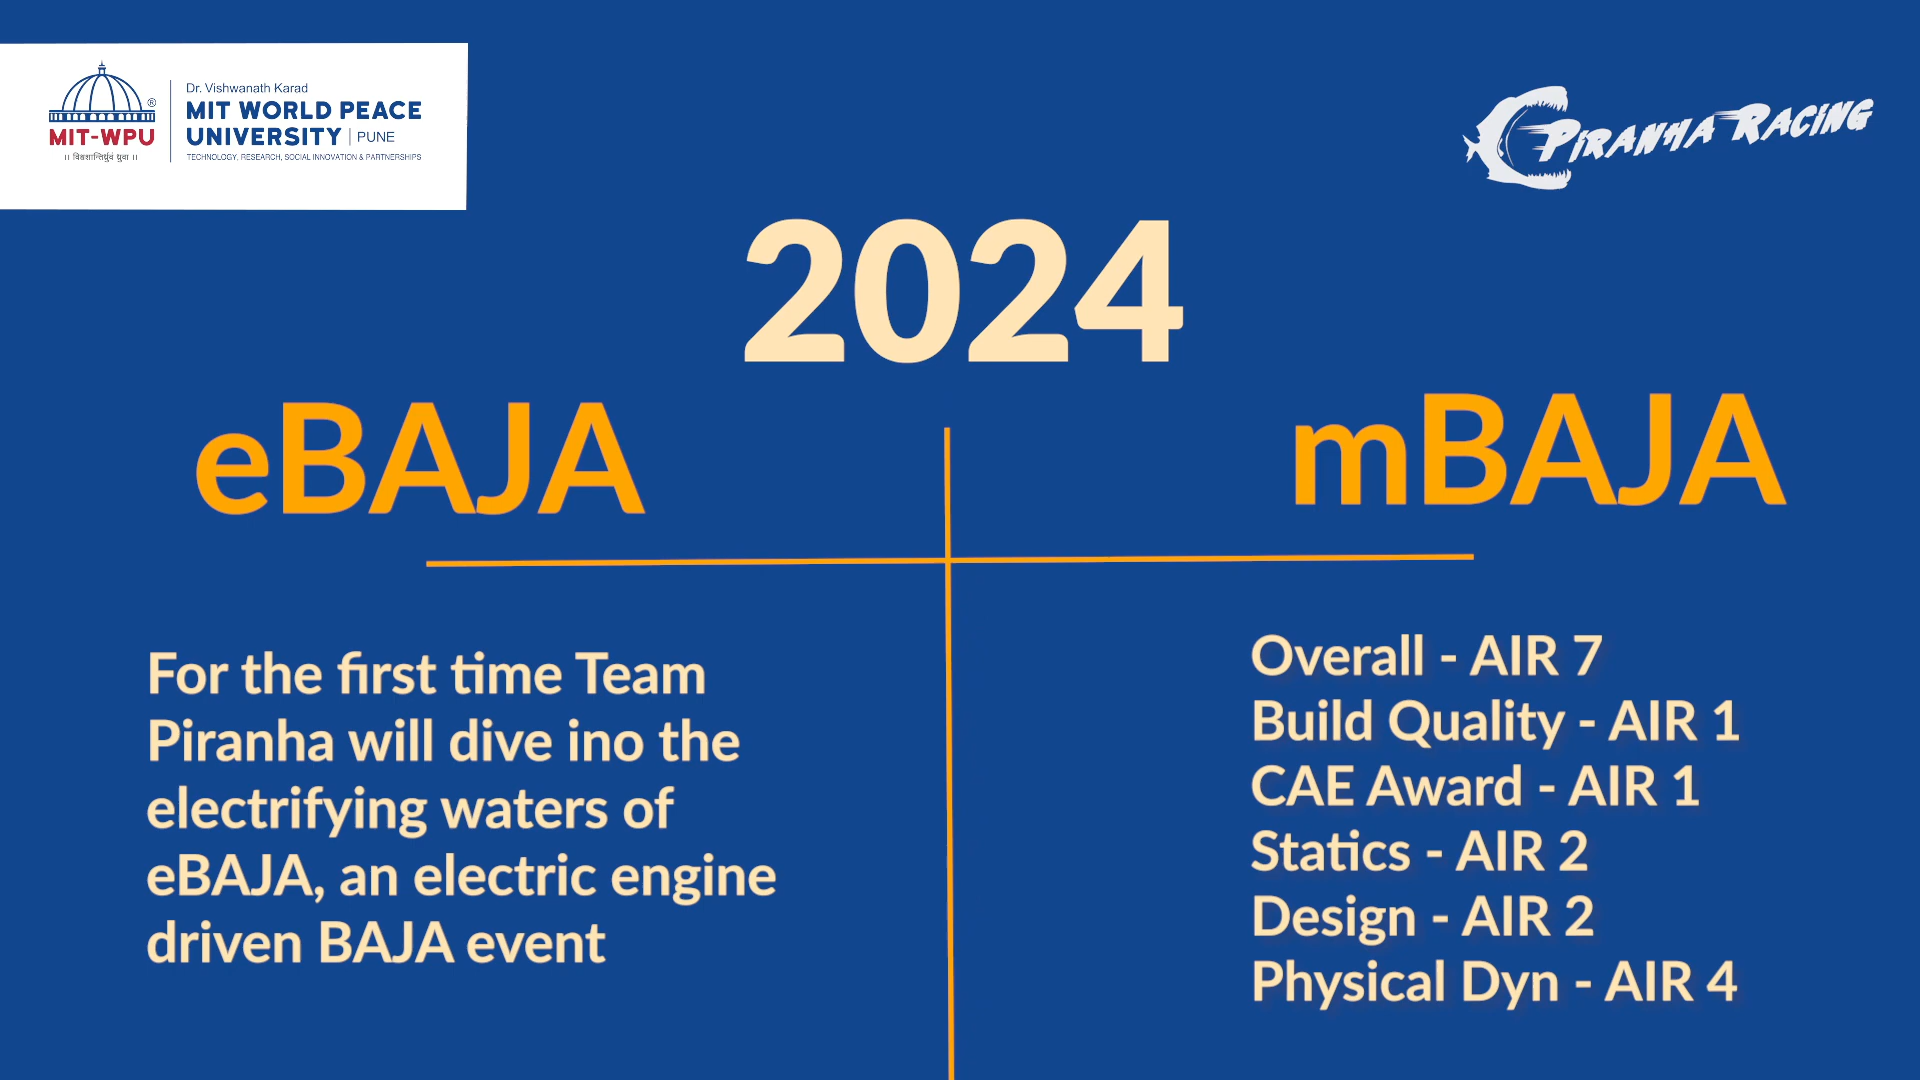 Dr. Vishwanath Karad
MIT WORLD PEACE
UNIVERSITY | PUNE
TECHNOLOGY, RESEARCH, SOCIAL INNOVATION & PARTNERSHIPS
®
MIT-WPU
PIRANHA RACING
2024
eBAJA
mBAJA
For the first time Team
Piranha will dive ino the
electrifying waters of
eBAJA, an electric engine
driven BAJA event
Overall - AIR 7
Build Quality - AIR 1
CAE Award - AIR 1
Statics - AIR 2
Design - AIR 2
Physical Dyn - AIR 4